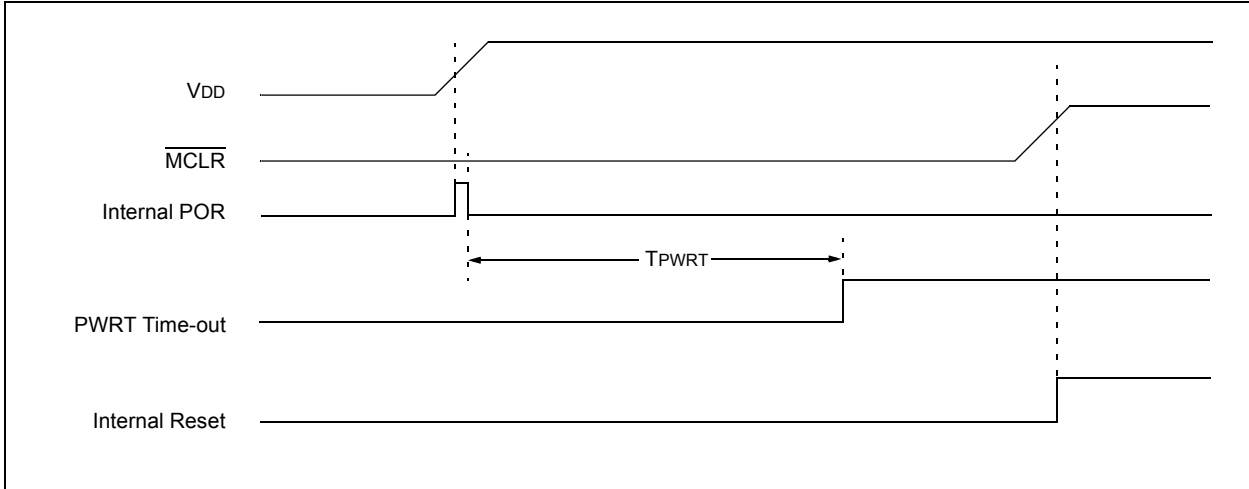 VDD
MCLR
Internal POR
TPWRT
PWRT Time-out
Internal Reset